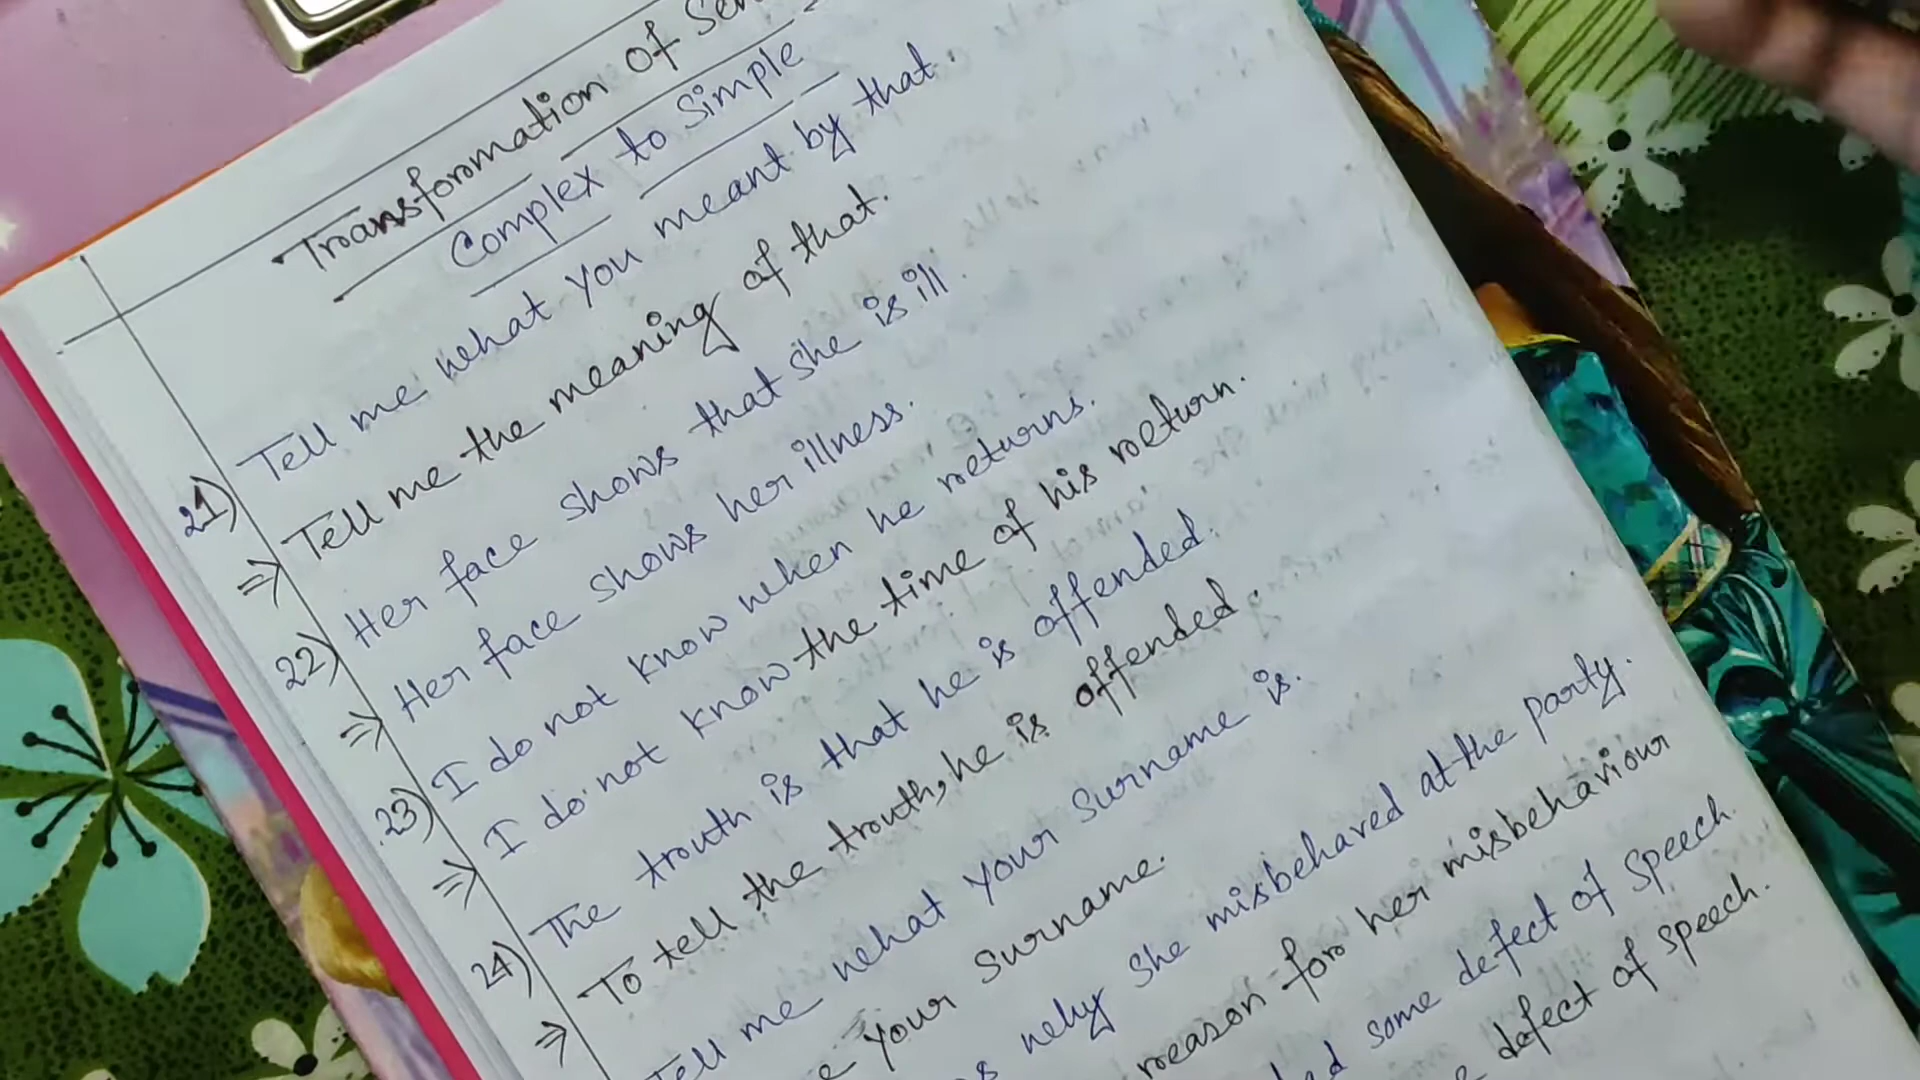 Transformation of Sen
Complex to Simple
21) Tell me what you meant by that.
=> Tell me the meaning of that.
22) Her face shows that she is ill.
=> Her face shows her illness.
23) I do not know when he returns.
=> I do not know the time of his return.
24) The truth is that he is offended.
=> To tell the truth, he is offended.
Tell me what your surname is.
your surname.
why she misbehaved at the party.
reason for her misbehaviour
some defect of speech.
defect of speech.